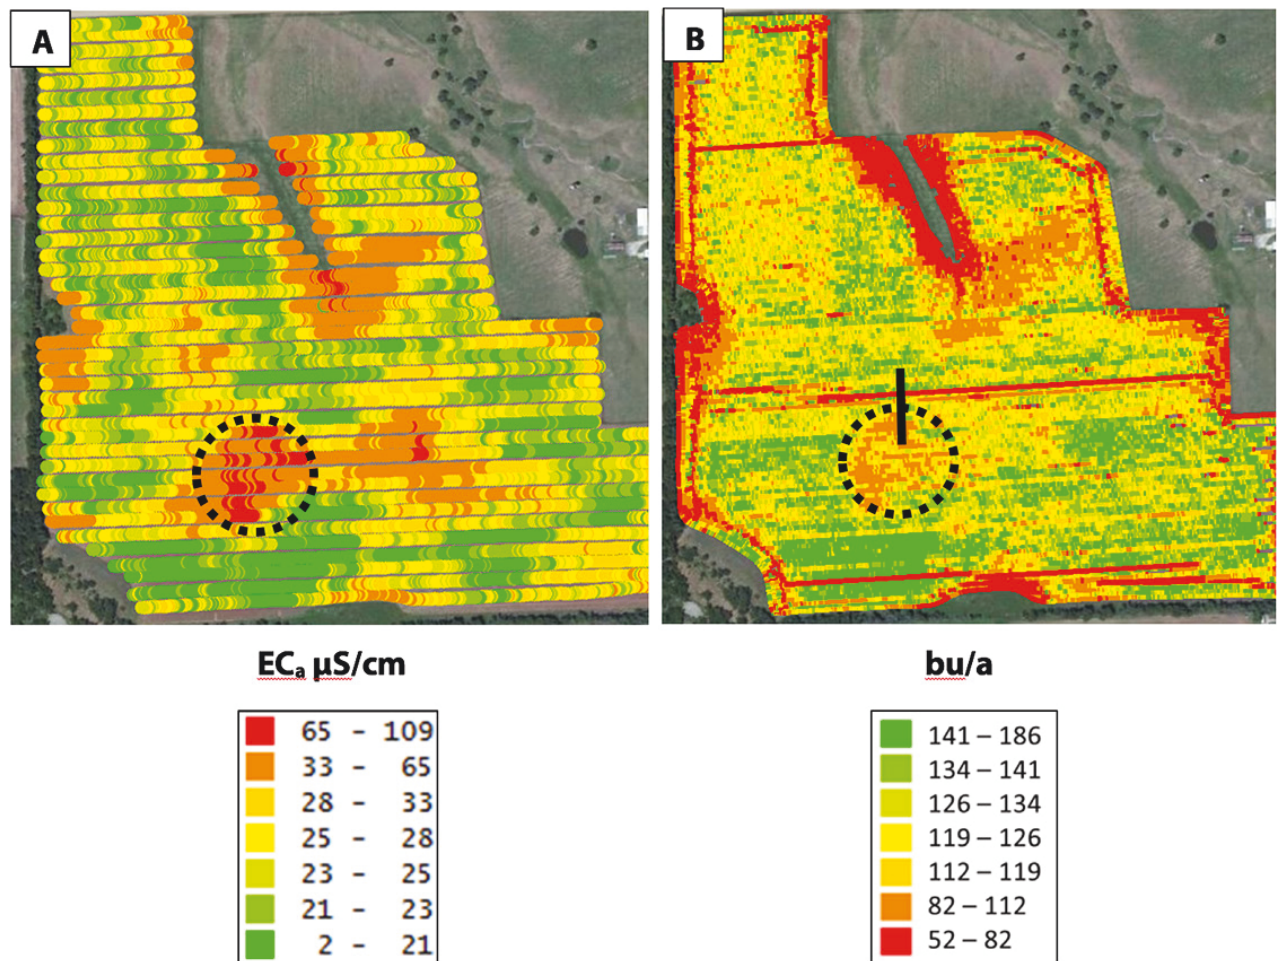 A
B
ECₐ µS/cm
bu/a
65 - 109
33 - 65
28 - 33
25 - 28
23 - 25
21 - 23
2 - 21
141 – 186
134 – 141
126 – 134
119 – 126
112 – 119
82 – 112
52 – 82